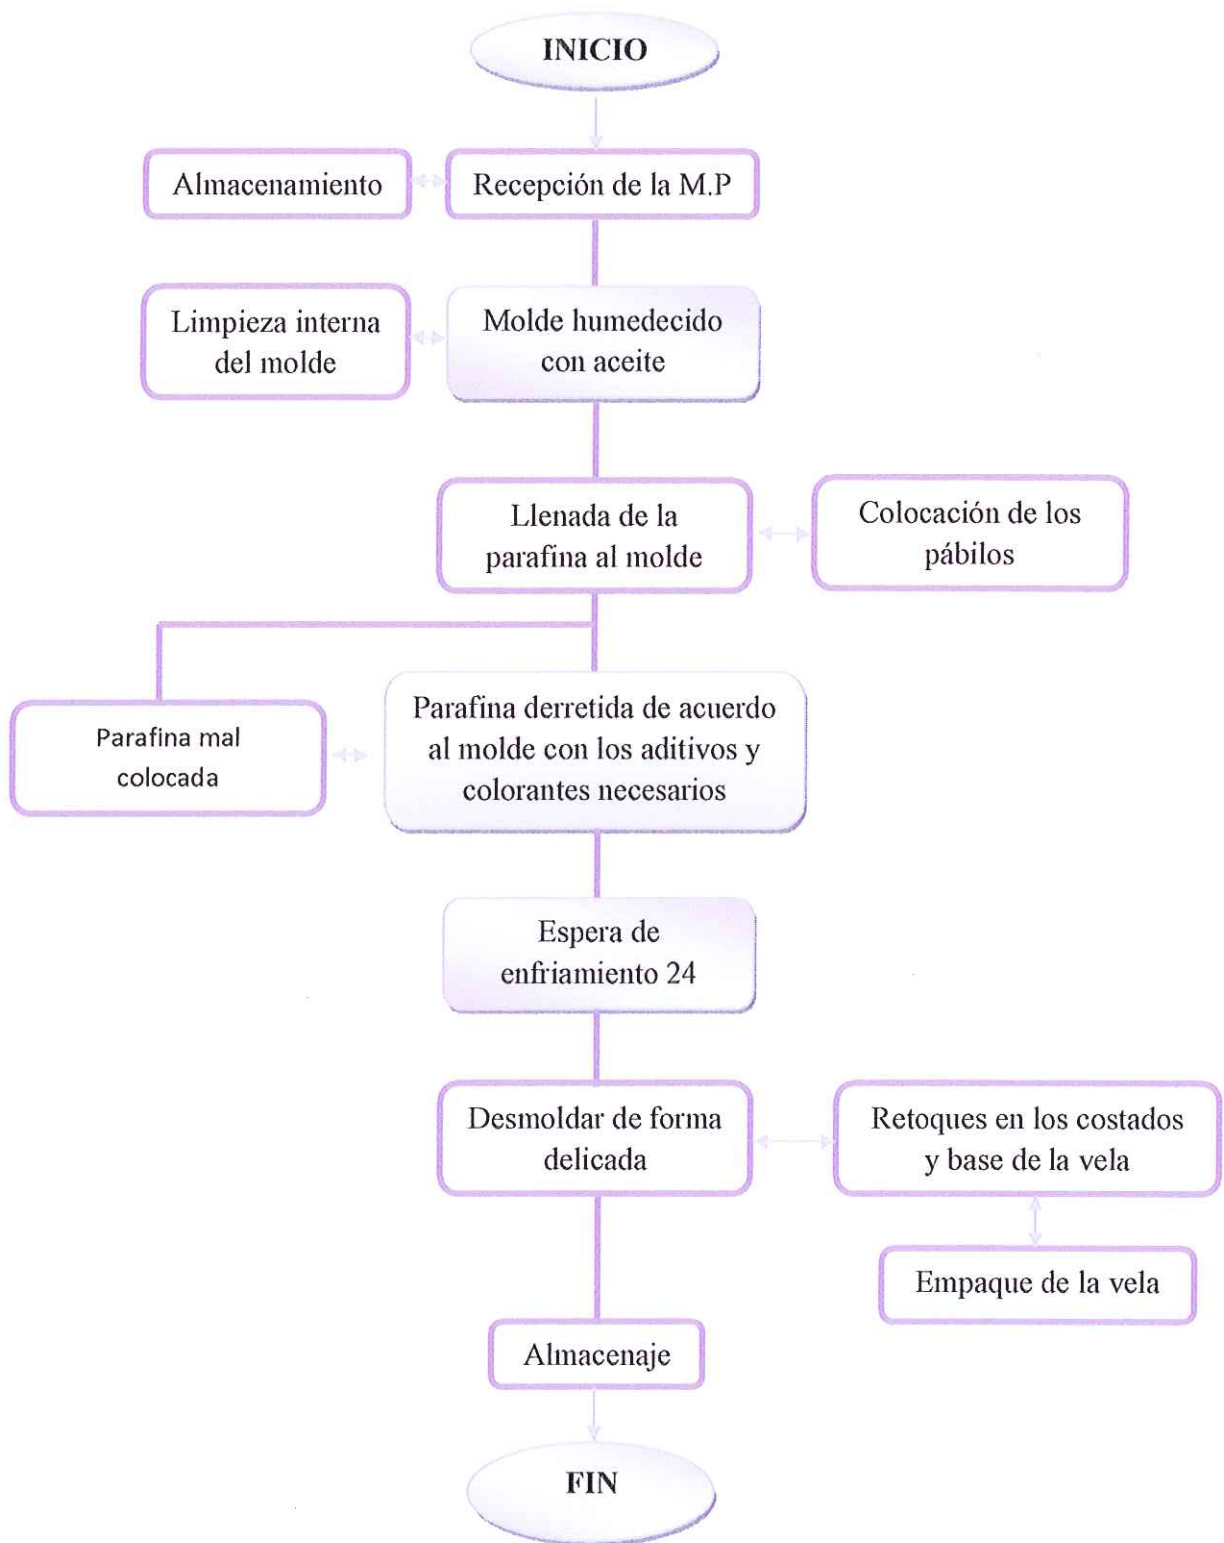 INICIO
Almacenamiento
Recepción de la M.P
Limpieza interna
del molde
Molde humedecido
con aceite
Llenada de la
parafina al molde
Colocación de los
pábilos
Parafina mal
colocada
Parafina derretida de acuerdo
al molde con los aditivos y
colorantes necesarios
Espera de
enfriamiento 24
Desmoldar de forma
delicada
Retoques en los costados
y base de la vela
Empaque de la vela
Almacenaje
FIN